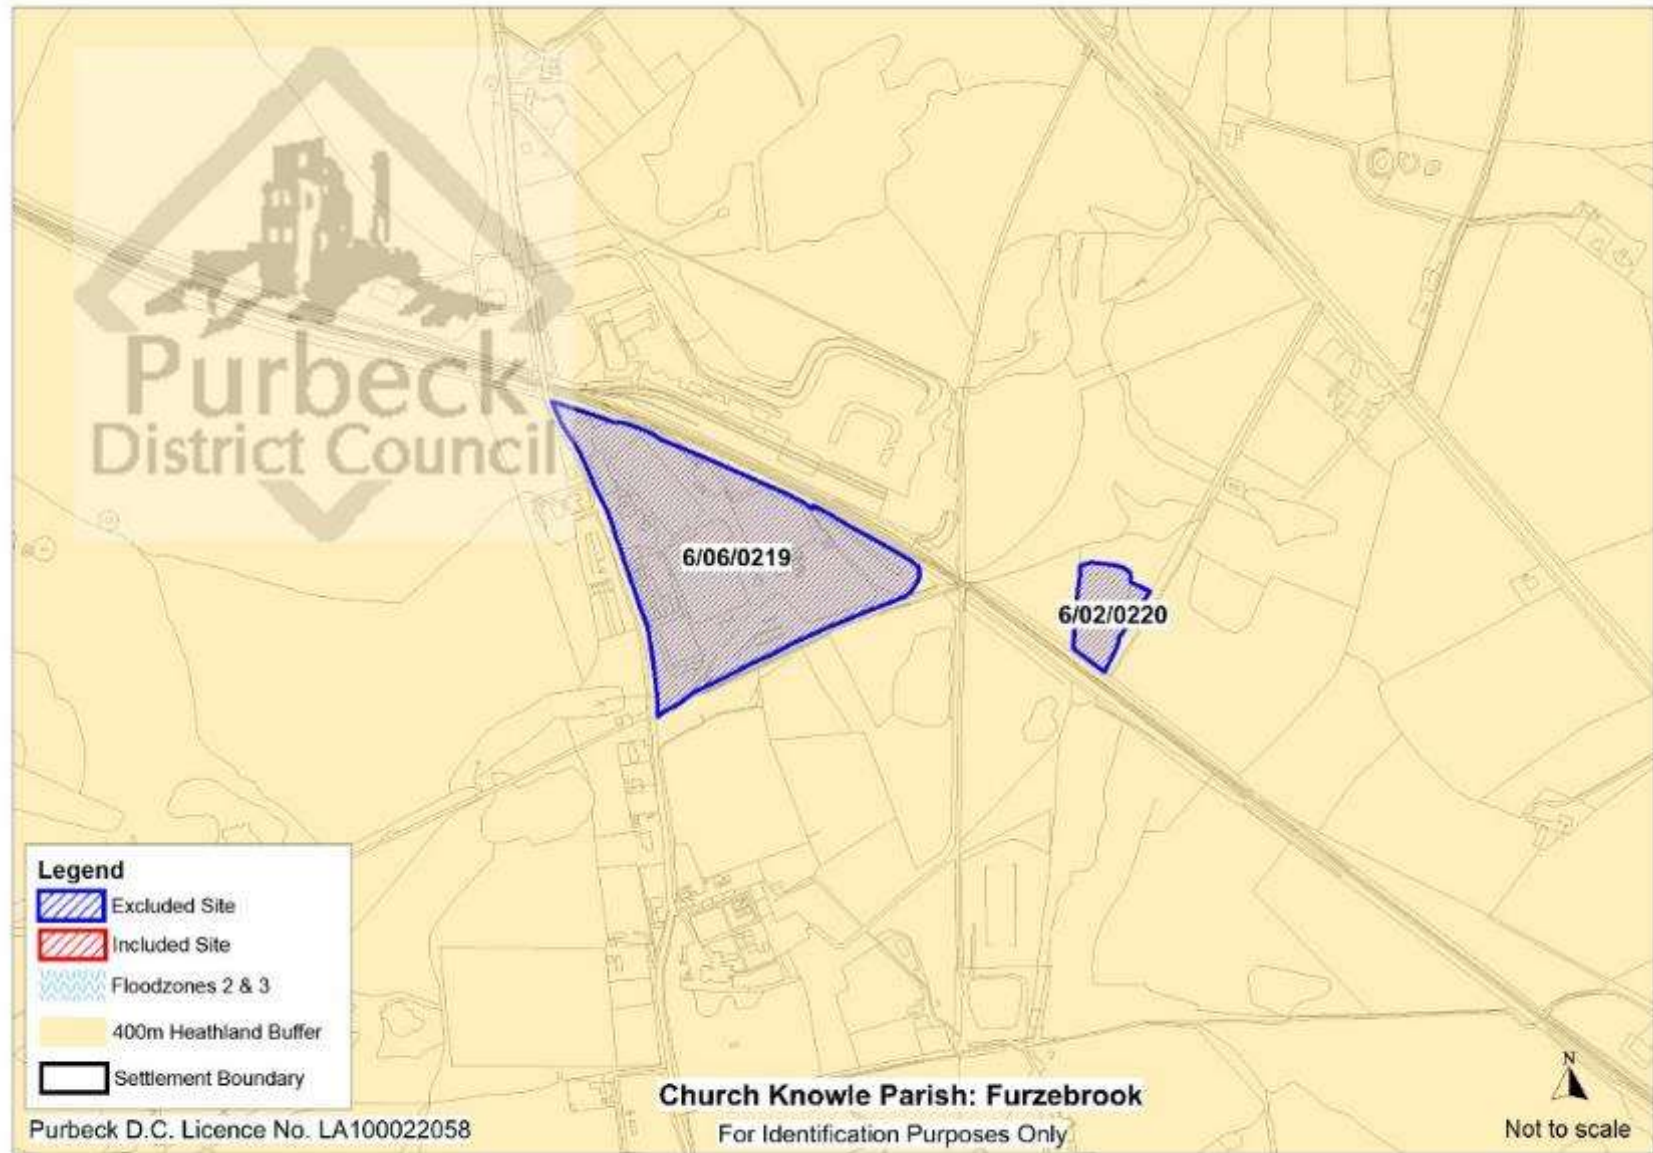 Purbeck
District Council
6/06/0219
6/02/0220
Legend
Excluded Site
Included Site
Floodzones 2 & 3
400m Heathland Buffer
Settlement Boundary
Purbeck D.C. Licence No. LA100022058
Church Knowle Parish: Furzebrook
For Identification Purposes Only
N
Not to scale